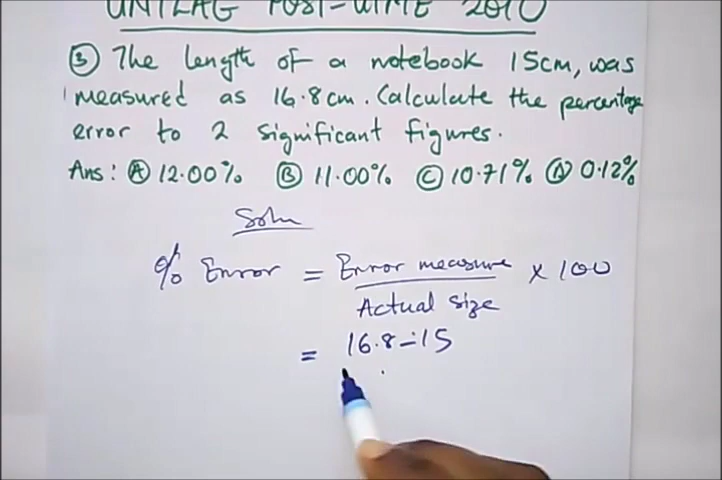 UNILAG POST-UTME 2010
③ The length of a notebook 15cm, was
measured as 16.8cm. Calculate the percentage
error to 2 significant figures.
Ans: Ⓐ 12.00% Ⓑ 11.00% Ⓒ 10.71% Ⓓ 0.12%
Soln
% Error = Error measure × 100
Actual size
= 16.8-15